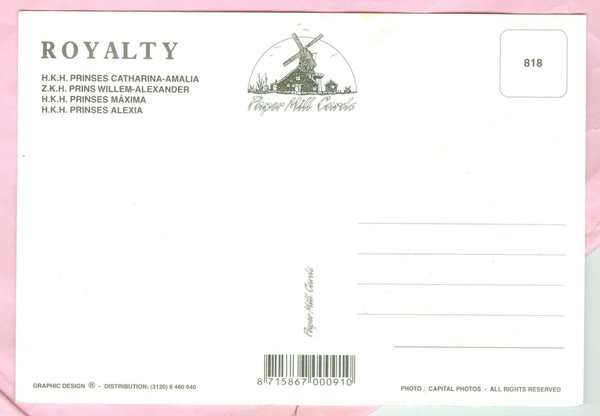 ROYALTY
H.K.H. PRINSES CATHARINA-AMALIA
Z.K.H. PRINS WILLEM-ALEXANDER
H.K.H. PRINSES MÁXIMA
H.K.H. PRINSES ALEXIA
Paper Mill Cards
818
Paper Mill Cards
8 715867 000910
GRAPHIC DESIGN ® - DISTRIBUTION: (3120) 6 460 640
PHOTO : CAPITAL PHOTOS - ALL RIGHTS RESERVED